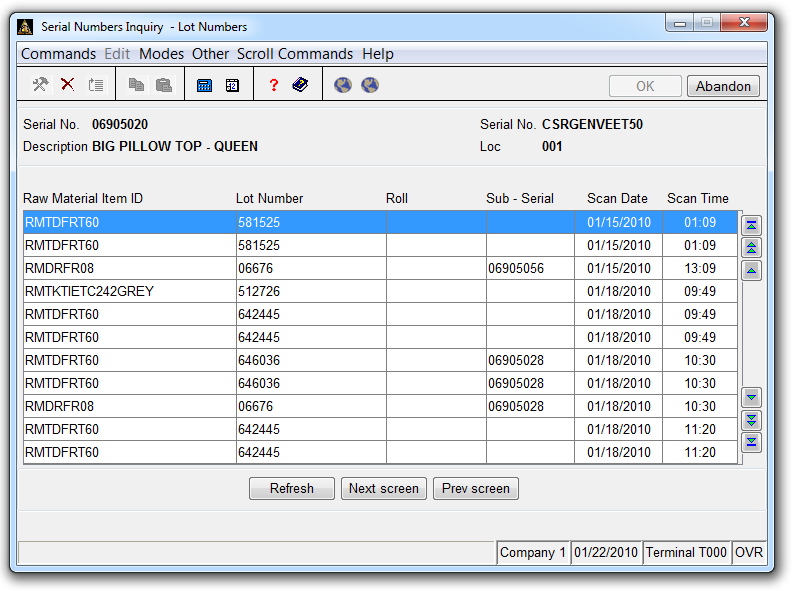 Serial Numbers Inquiry - Lot Numbers
Commands Edit Modes Other Scroll Commands Help
? OK Abandon
Serial No. 06905020 Serial No. CSRGENVEET50
Description BIG PILLOW TOP - QUEEN Loc 001
Raw Material Item ID Lot Number Roll Sub - Serial Scan Date Scan Time
RMTDFRT60 581525 01/15/2010 01:09
RMTDFRT60 581525 01/15/2010 01:09
RMDRFR08 06676 06905056 01/15/2010 13:09
RMTKTIETC242GREY 512726 01/18/2010 09:49
RMTDFRT60 642445 01/18/2010 09:49
RMTDFRT60 642445 01/18/2010 09:49
RMTDFRT60 646036 06905028 01/18/2010 10:30
RMTDFRT60 646036 06905028 01/18/2010 10:30
RMDRFR08 06676 06905028 01/18/2010 10:30
RMTDFRT60 642445 01/18/2010 11:20
RMTDFRT60 642445 01/18/2010 11:20
Refresh Next screen Prev screen
Company 1 01/22/2010 Terminal T000 OVR